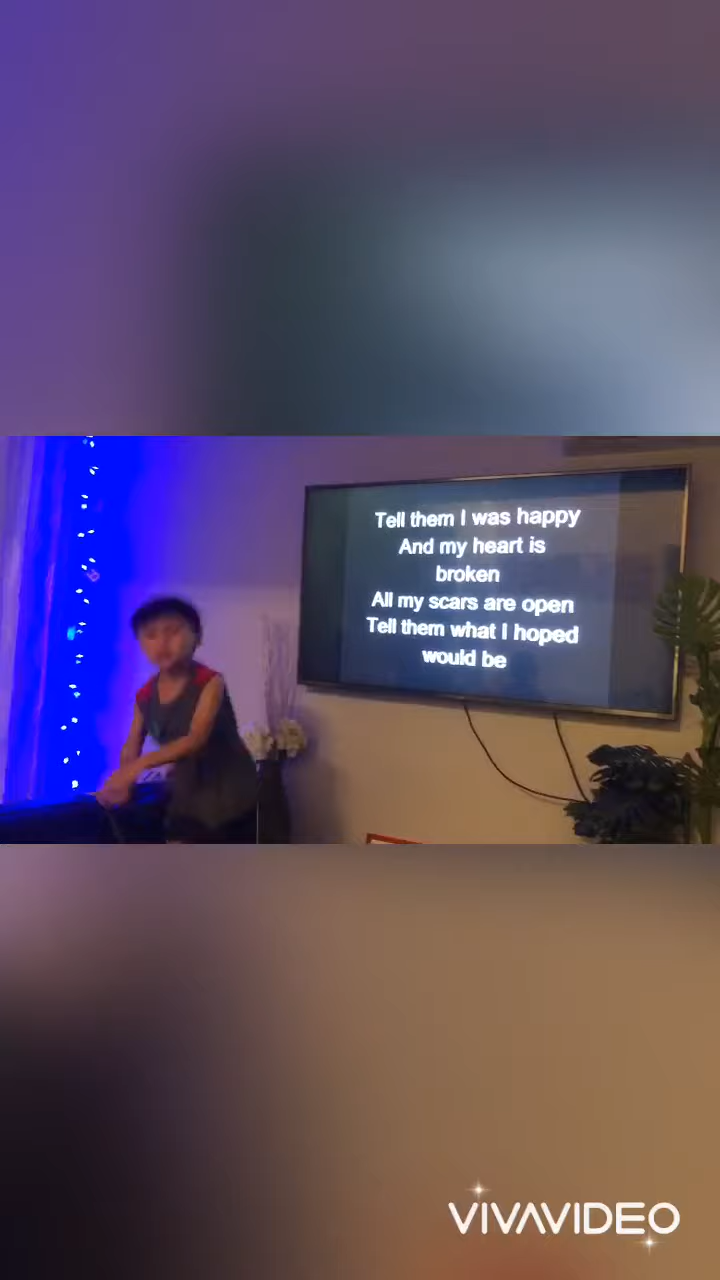 Tell them I was happy
And my heart is
broken
All my scars are open
Tell them what I hoped
would be
VIVAVIDEO